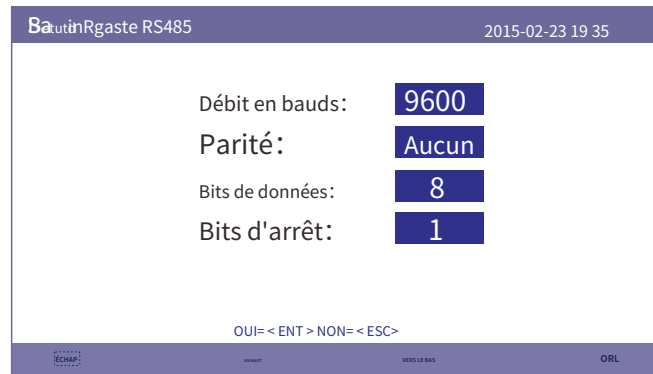 RS485
2015-02-23 19 35
Débit en bauds: 9600
Parité: Aucun
Bits de données: 8
Bits d'arrêt: 1
OUI= < ENT > NON= < ESC>
ÉCHAP VERS LE BAS ORL